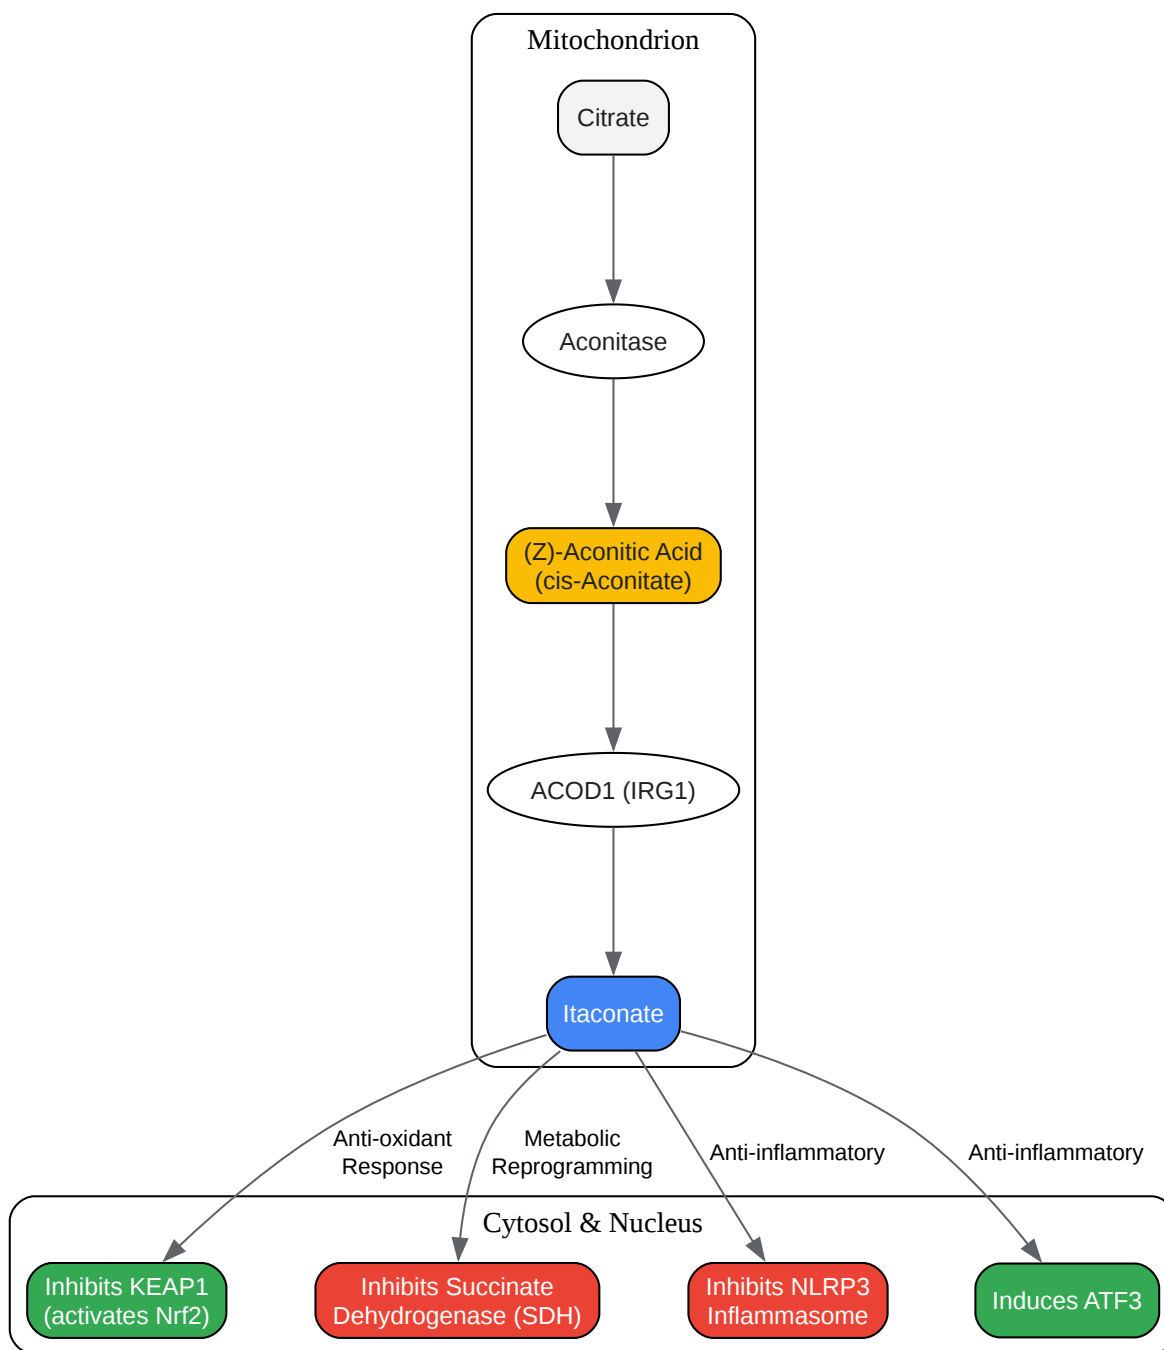 Mitochondrion
Citrate
Aconitase
(Z)-Aconitic Acid
(cis-Aconitate)
ACOD1 (IRG1)
Itaconate
Anti-oxidant
Response
Metabolic
Reprogramming
Anti-inflammatory
Anti-inflammatory
Cytosol & Nucleus
Inhibits KEAP1
(activates Nrf2)
Inhibits Succinate
Dehydrogenase (SDH)
Inhibits NLRP3
Inflammasome
Induces ATF3